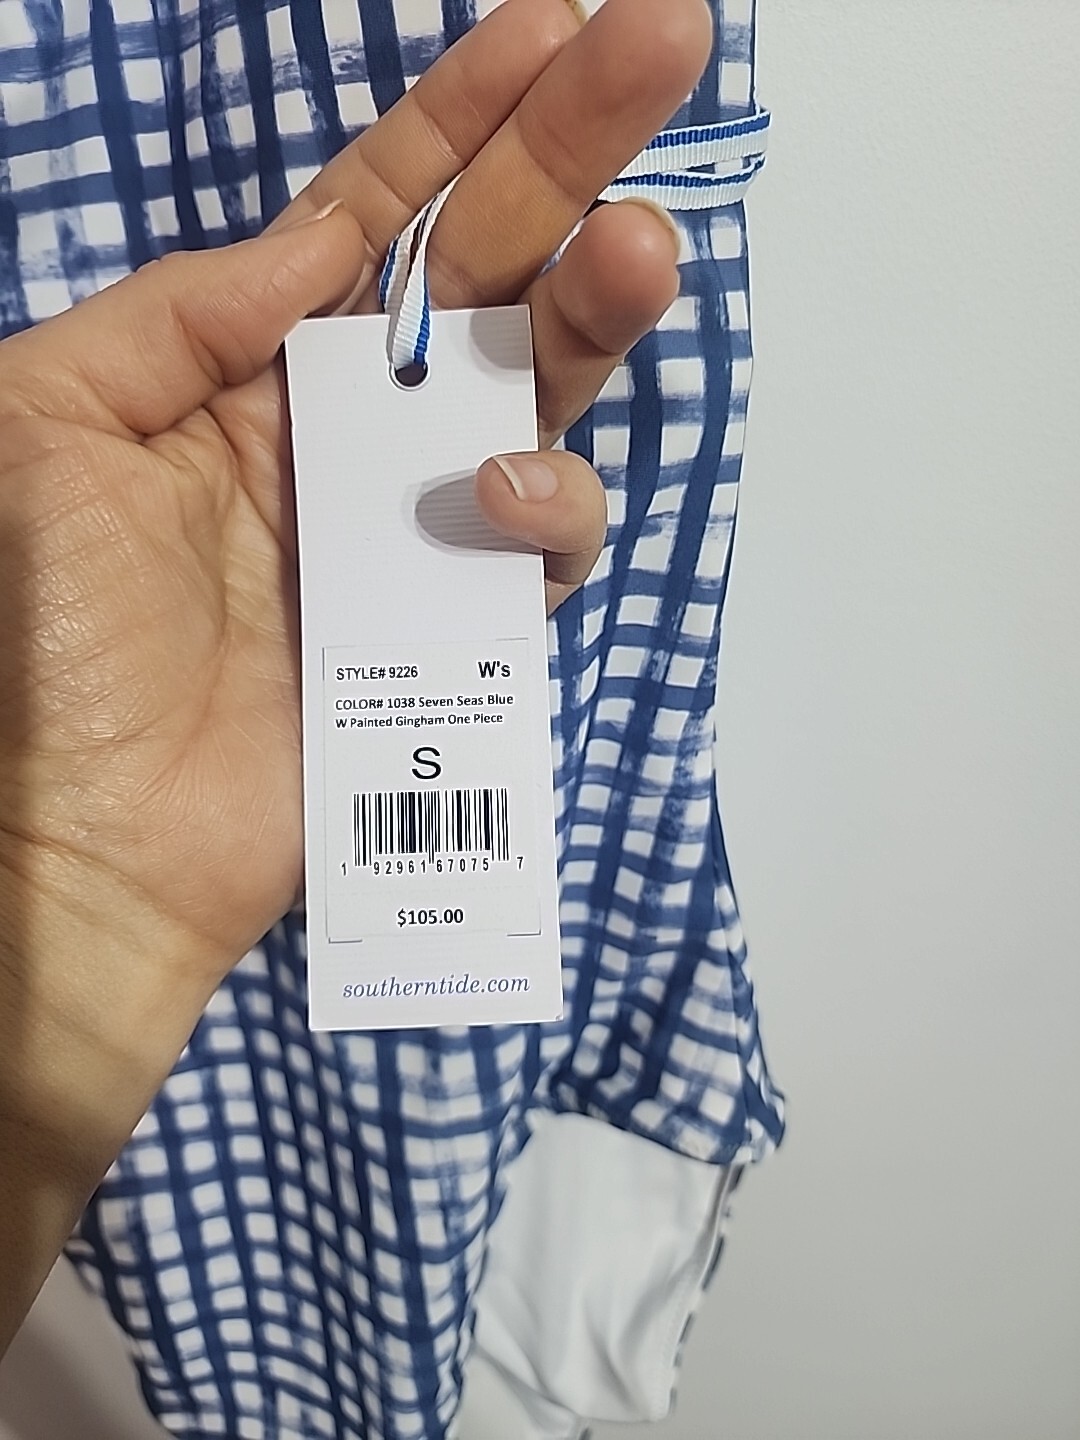 STYLE# 9226 W's
COLOR# 1038 Seven Seas Blue
W Painted Gingham One Piece
S
1 92961 67075 7
$105.00
southerntide.com